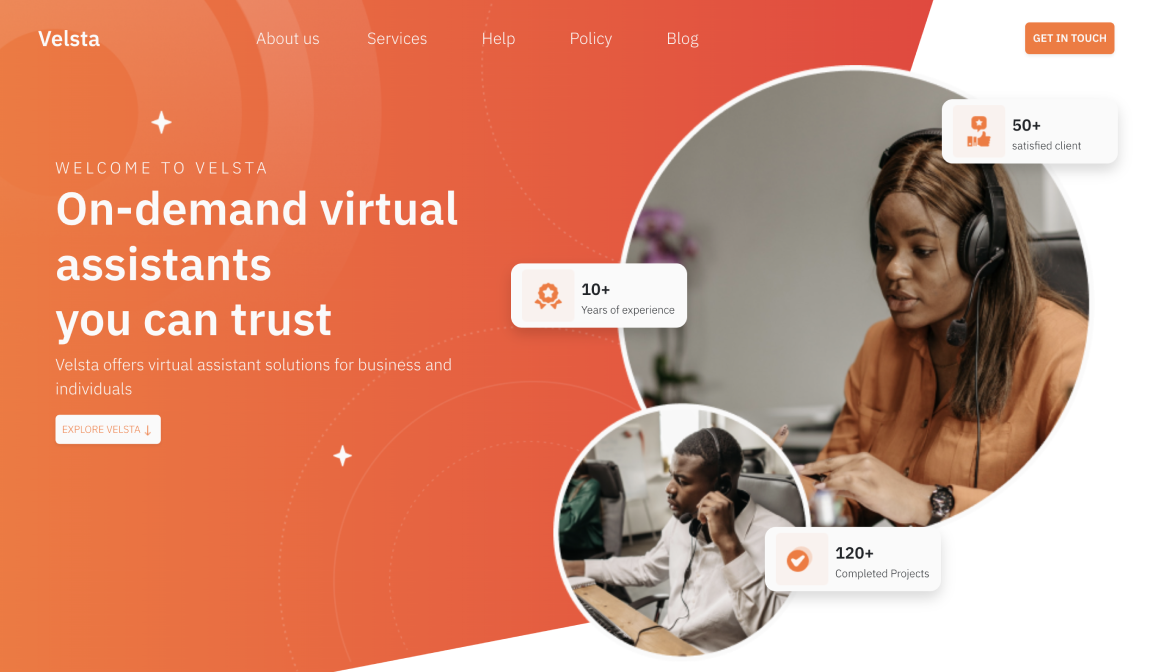 Velsta
About us
Services
Help
Policy
Blog
GET IN TOUCH
WELCOME TO VELSTA
On-demand virtual
assistants
you can trust
Velsta offers virtual assistant solutions for business and
individuals
EXPLORE VELSTA ↓
50+
satisfied client
10+
Years of experience
120+
Completed Projects